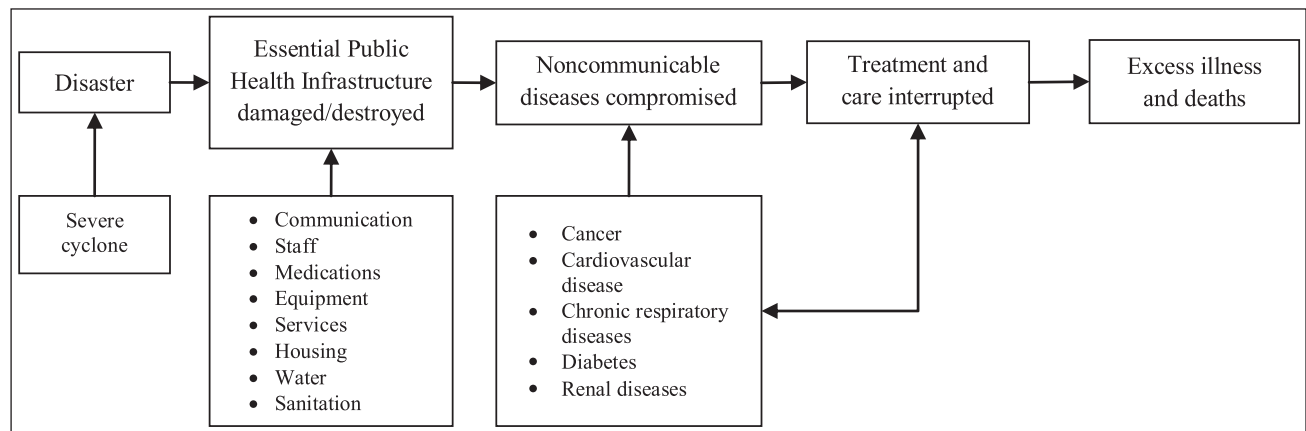 Disaster
Essential Public
Health Infrastructure
damaged/destroyed
Noncommunicable
diseases compromised
Treatment and
care interrupted
Excess illness
and deaths
Severe
cyclone
• Communication
• Staff
• Medications
• Equipment
• Services
• Housing
• Water
• Sanitation
• Cancer
• Cardiovascular
disease
• Chronic respiratory
diseases
• Diabetes
• Renal diseases